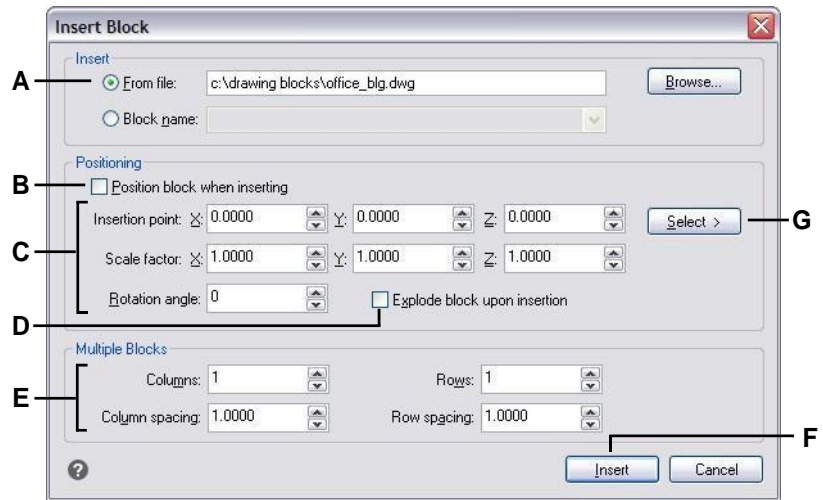 Insert Block
Insert
A From file: c:\drawing blocks\office_blg.dwg Browse...
Block name:
Positioning
B Position block when inserting
Insertion point: X: 0.0000 Y: 0.0000 Z: 0.0000 Select > G
C Scale factor: X: 1.0000 Y: 1.0000 Z: 1.0000
Rotation angle: 0 Explode block upon insertion
D
Multiple Blocks
Columns: 1 Rows: 1
E Column spacing: 1.0000 Row spacing: 1.0000
F
? Insert Cancel